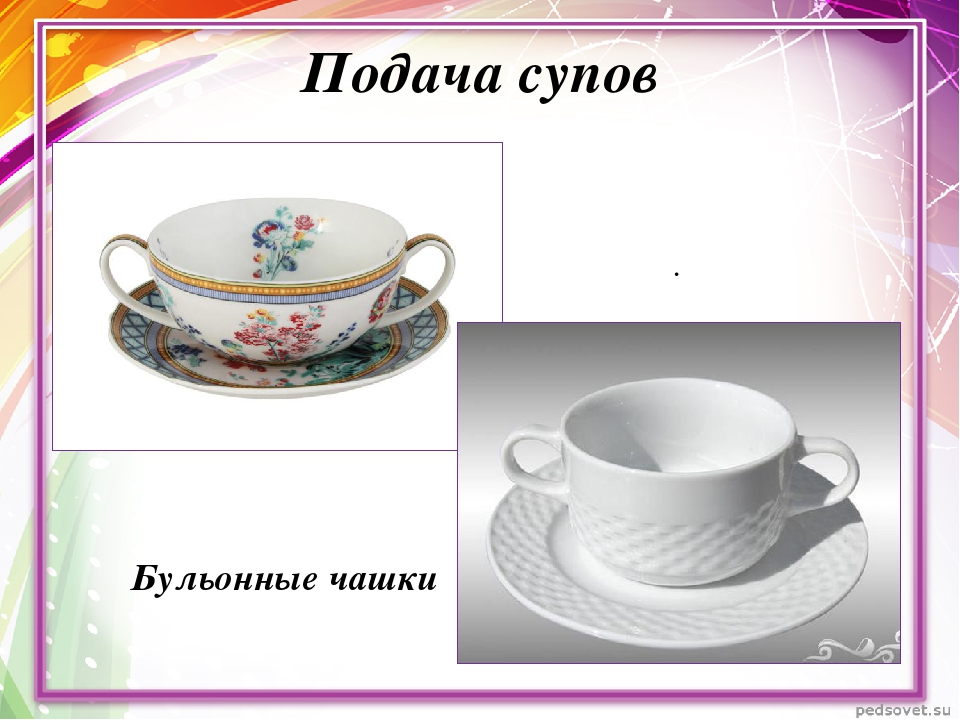 Подача супов
.
Бульонные чашки
pedsovet.su